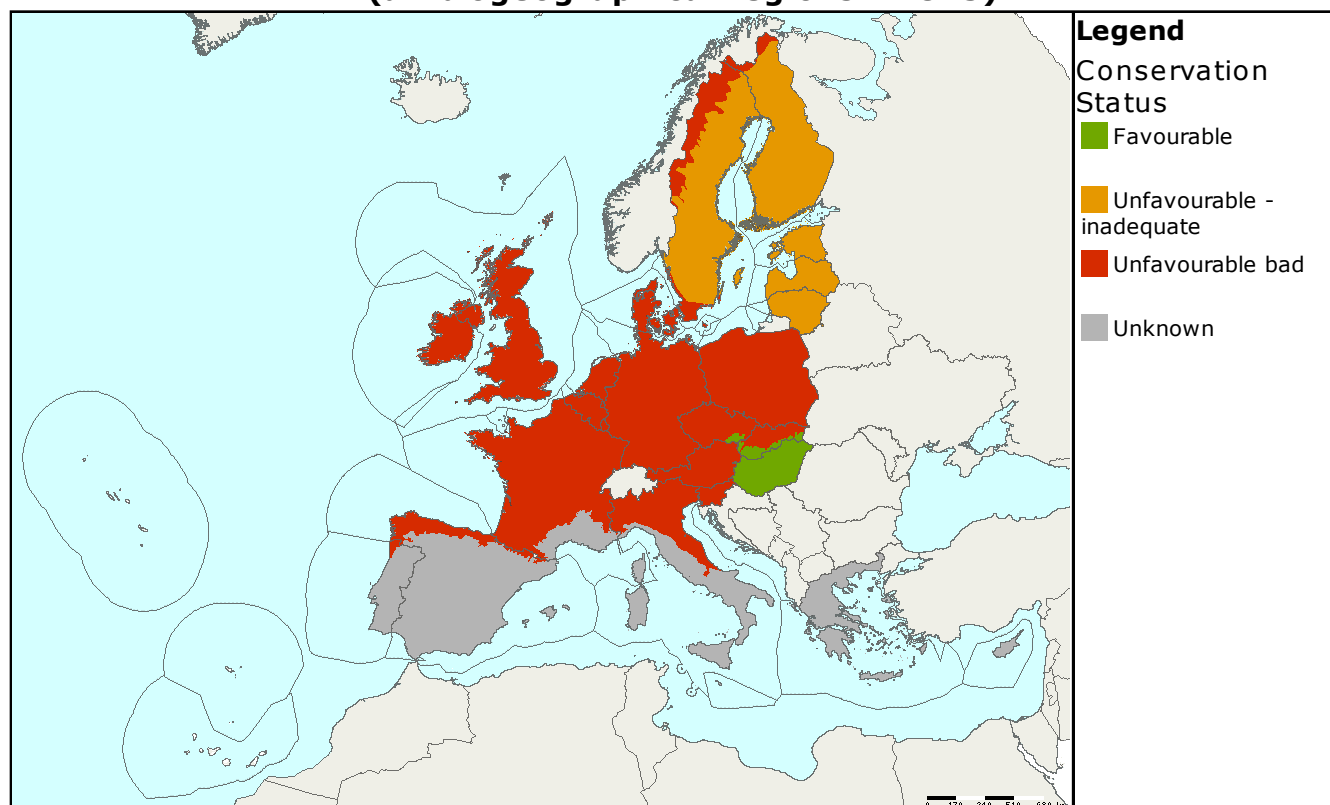 Legend
Conservation
Status
Favourable
Unfavourable -
inadequate
Unfavourable bad
Unknown